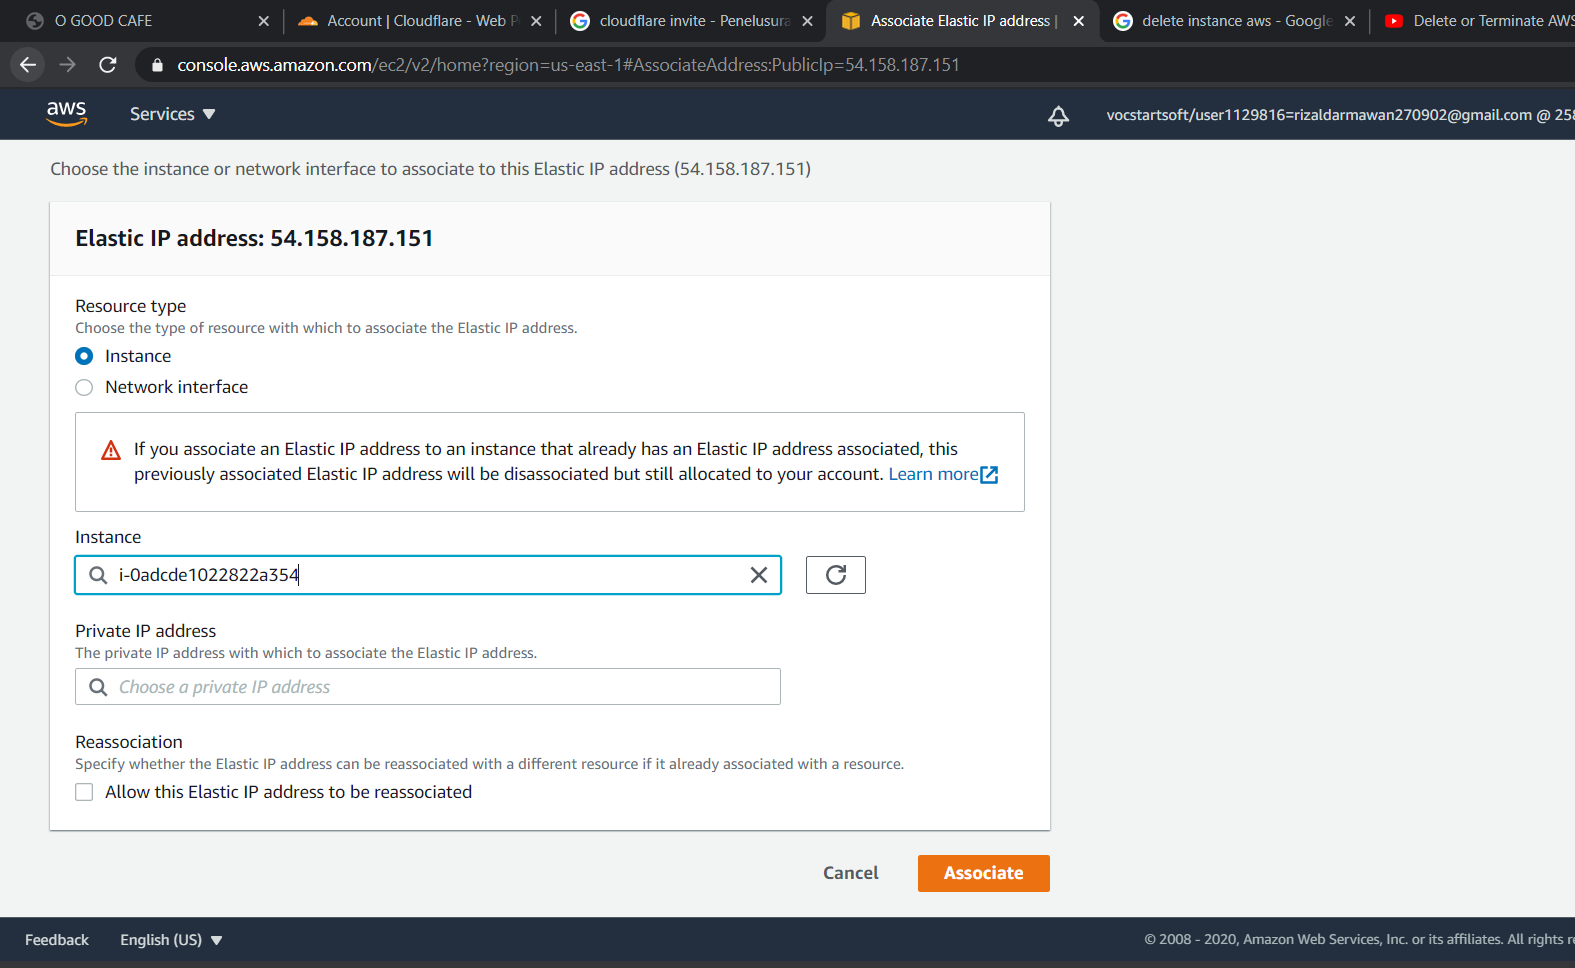 O GOOD CAFE
Account | Cloudflare - Web P
cloudflare invite - Penelusura
Associate Elastic IP address |
delete instance aws - Google
Delete or Terminate AWS
console.aws.amazon.com/ec2/v2/home?region=us-east-1#AssociateAddress:PublicIp=54.158.187.151
aws
Services
vocstartsoft/user1129816=rizaldarmawan270902@gmail.com @ 258
Choose the instance or network interface to associate to this Elastic IP address (54.158.187.151)
Elastic IP address: 54.158.187.151
Resource type
Choose the type of resource with which to associate the Elastic IP address.
Instance
Network interface
If you associate an Elastic IP address to an instance that already has an Elastic IP address associated, this
previously associated Elastic IP address will be disassociated but still allocated to your account. Learn more
Instance
i-0adcde1022822a354
Private IP address
The private IP address with which to associate the Elastic IP address.
Choose a private IP address
Reassociation
Specify whether the Elastic IP address can be reassociated with a different resource if it already associated with a resource.
Allow this Elastic IP address to be reassociated
Cancel
Associate
Feedback
English (US)
© 2008 - 2020, Amazon Web Services, Inc. or its affiliates. All rights re